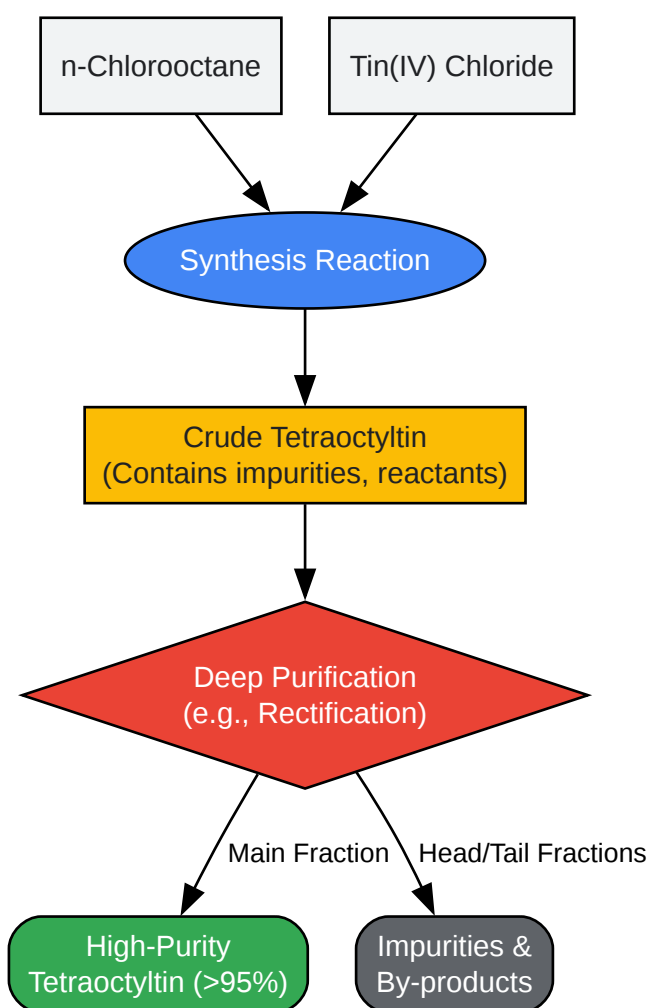 n-Chlorooctane
Tin(IV) Chloride
Synthesis Reaction
Crude Tetraoctyltin
(Contains impurities, reactants)
Deep Purification
(e.g., Rectification)
Main Fraction
Head/Tail Fractions
High-Purity
Tetraoctyltin (>95%)
Impurities &
By-products